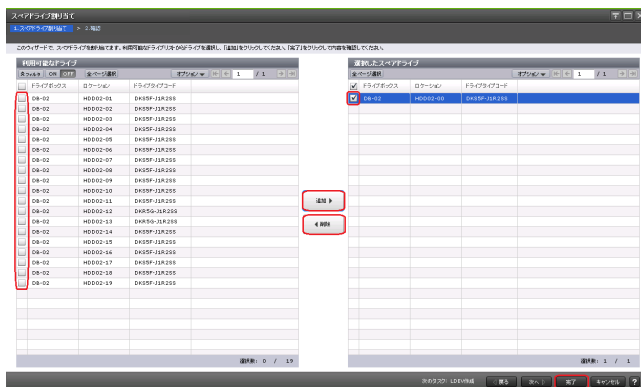 スペアドライブ割り当て
1.スペアドライブ割り当て > 2.確認
このウィザードで、スペアドライブを割り当てます。利用可能なドライブリストからドライブを選択し、[追加]をクリックしてください。[完了]をクリックして内容を確認してください。
利用可能なドライブ
フィルタ ON OFF 全ページ選択 オプション 1 / 1
ドライブボックス ロケーション ドライブタイプコード
DB-02 HDD02-01 DKS5F-J1R2SS
DB-02 HDD02-02 DKS5F-J1R2SS
DB-02 HDD02-03 DKS5F-J1R2SS
DB-02 HDD02-04 DKS5F-J1R2SS
DB-02 HDD02-05 DKS5F-J1R2SS
DB-02 HDD02-06 DKS5F-J1R2SS
DB-02 HDD02-07 DKS5F-J1R2SS
DB-02 HDD02-08 DKS5F-J1R2SS
DB-02 HDD02-09 DKS5F-J1R2SS
DB-02 HDD02-10 DKS5F-J1R2SS
DB-02 HDD02-11 DKS5F-J1R2SS
DB-02 HDD02-12 DKR5G-J1R2SS
DB-02 HDD02-13 DKR5G-J1R2SS
DB-02 HDD02-14 DKS5F-J1R2SS
DB-02 HDD02-15 DKS5F-J1R2SS
DB-02 HDD02-16 DKS5F-J1R2SS
DB-02 HDD02-17 DKS5F-J1R2SS
DB-02 HDD02-18 DKS5F-J1R2SS
DB-02 HDD02-19 DKS5F-J1R2SS
選択数: 0 / 19
追加
削除
選択したスペアドライブ
全ページ選択 オプション 1 / 1
ドライブボックス ロケーション ドライブタイプコード
DB-02 HDD02-00 DKS5F-J1R2SS
選択数: 1 / 1
次のタスク: LDEV作成 戻る 次へ 完了 キャンセル ?